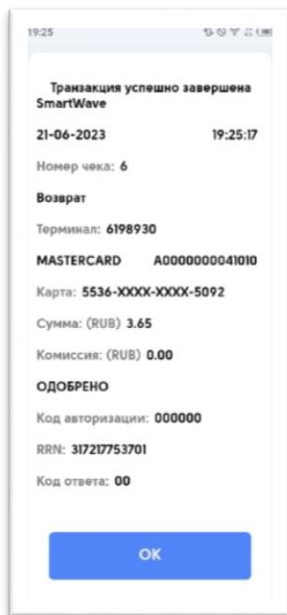 19:25
Транзакция успешно завершена
SmartWave
21-06-2023 19:25:17
Номер чека: 6
Возврат
Терминал: 6198930
MASTERCARD A0000000041010
Карта: 5536-XXXX-XXXX-5092
Сумма: (RUB) 3.65
Комиссия: (RUB) 0.00
ОДОБРЕНО
Код авторизации: 000000
RRN: 317217753701
Код ответа: 00
OK